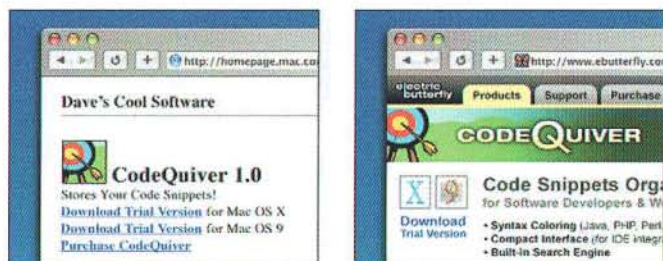 http://homepage.mac.co
Dave's Cool Software
CodeQuiver 1.0
Stores Your Code Snippets!
Download Trial Version for Mac OS X
Download Trial Version for Mac OS 9
Purchase CodeQuiver
http://www.ebutterfly.co
electric
butterfly
Products Support Purchase
CODEQUIVER
Code Snippets Orga
for Software Developers & W
Download
Trial Version
• Syntax Coloring (Java, PHP, Perl,
• Compact Interface (for IDE integr
• Built-in Search Engine